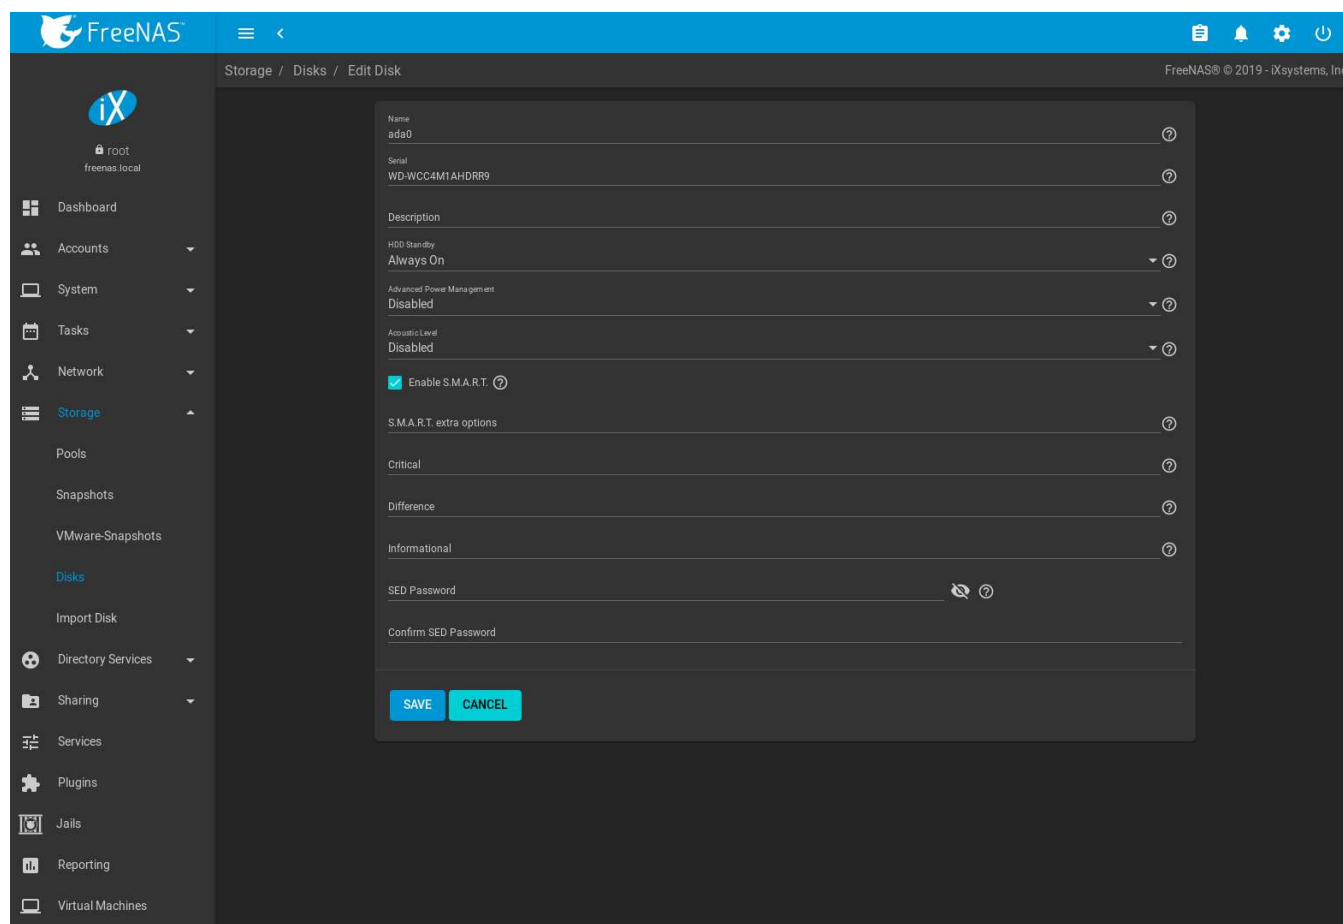 FreeNAS™
Storage / Disks / Edit Disk
FreeNAS® © 2019 - iXsystems, Inc
iX
root
freenas.local
Dashboard
Accounts
System
Tasks
Network
Storage
Pools
Snapshots
VMware-Snapshots
Disks
Import Disk
Directory Services
Sharing
Services
Plugins
Jails
Reporting
Virtual Machines
Name
ada0
Serial
WD-WCC4M1AHDRR9
Description
HDD Standby
Always On
Advanced Power Management
Disabled
Acoustic Level
Disabled
Enable S.M.A.R.T.
S.M.A.R.T. extra options
Critical
Difference
Informational
SED Password
Confirm SED Password
SAVE
CANCEL